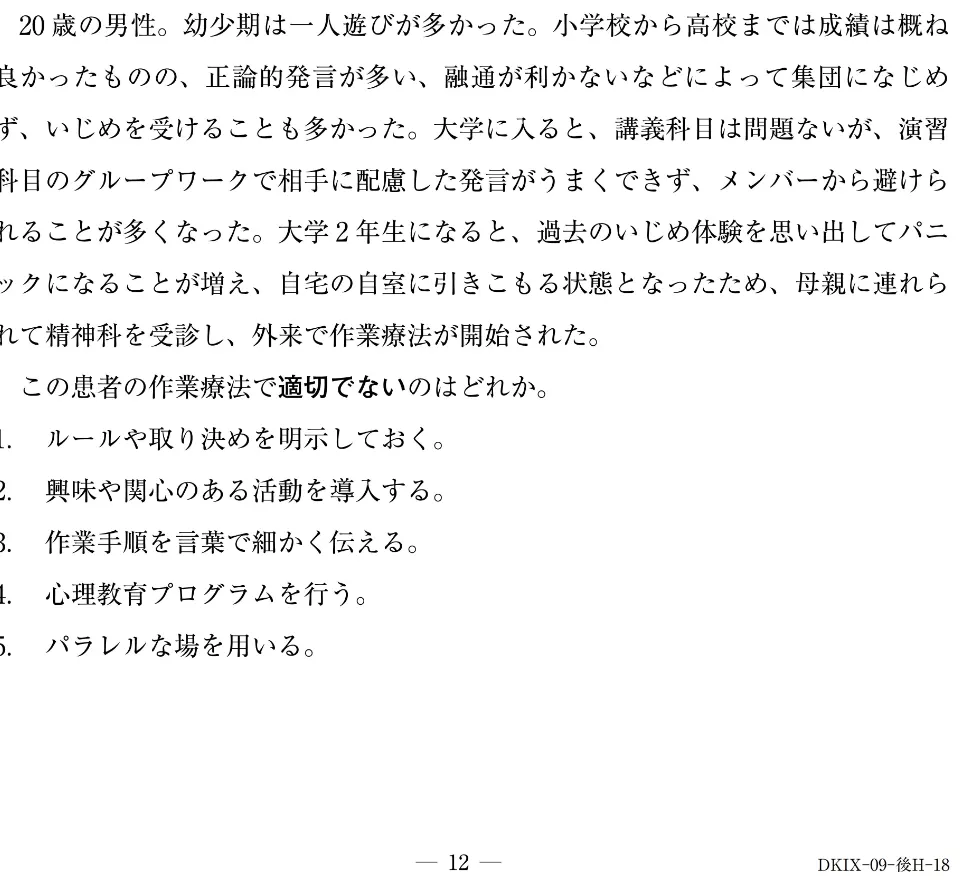 20歳の男性。幼少期は一人遊びが多かった。小学校から高校までは成績は概ね
良かったものの、正論的発言が多い、融通が利かないなどによって集団になじめ
ず、いじめを受けることも多かった。大学に入ると、講義科目は問題ないが、演習
科目のグループワークで相手に配慮した発言がうまくできず、メンバーから避けら
れることが多くなった。大学2年生になると、過去のいじめ体験を思い出してパニ
ックになることが増え、自宅の自室に引きこもる状態となったため、母親に連れら
れて精神科を受診し、外来で作業療法が開始された。
この患者の作業療法で適切でないのはどれか。
1. ルールや取り決めを明示しておく。
2. 興味や関心のある活動を導入する。
3. 作業手順を言葉で細かく伝える。
4. 心理教育プログラムを行う。
5. パラレルな場を用いる。
— 12 —
DKIX-09-後H-18